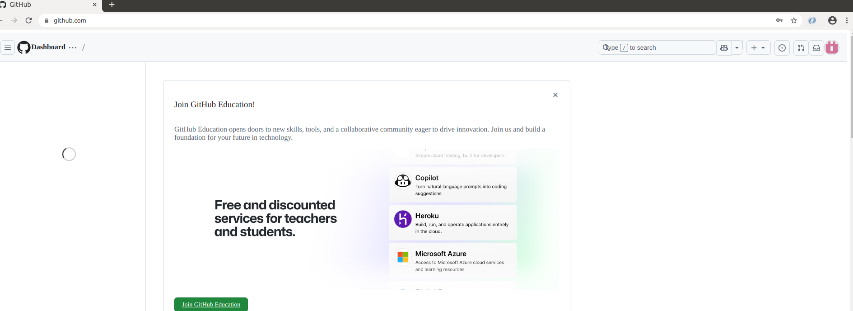 GitHub
github.com
Dashboard ··· /
Type / to search
Join GitHub Education!
GitHub Education opens doors to new skills, tools, and a collaborative community eager to drive innovation. Join us and build a
foundation for your future in technology.
Free and discounted
services for teachers
and students.
Copilot
Turn natural language prompts into coding
suggestions
Heroku
Build, run, and operate applications entirely
in the cloud.
Microsoft Azure
Access to Microsoft Azure cloud services
and learning resources
Join GitHub Education